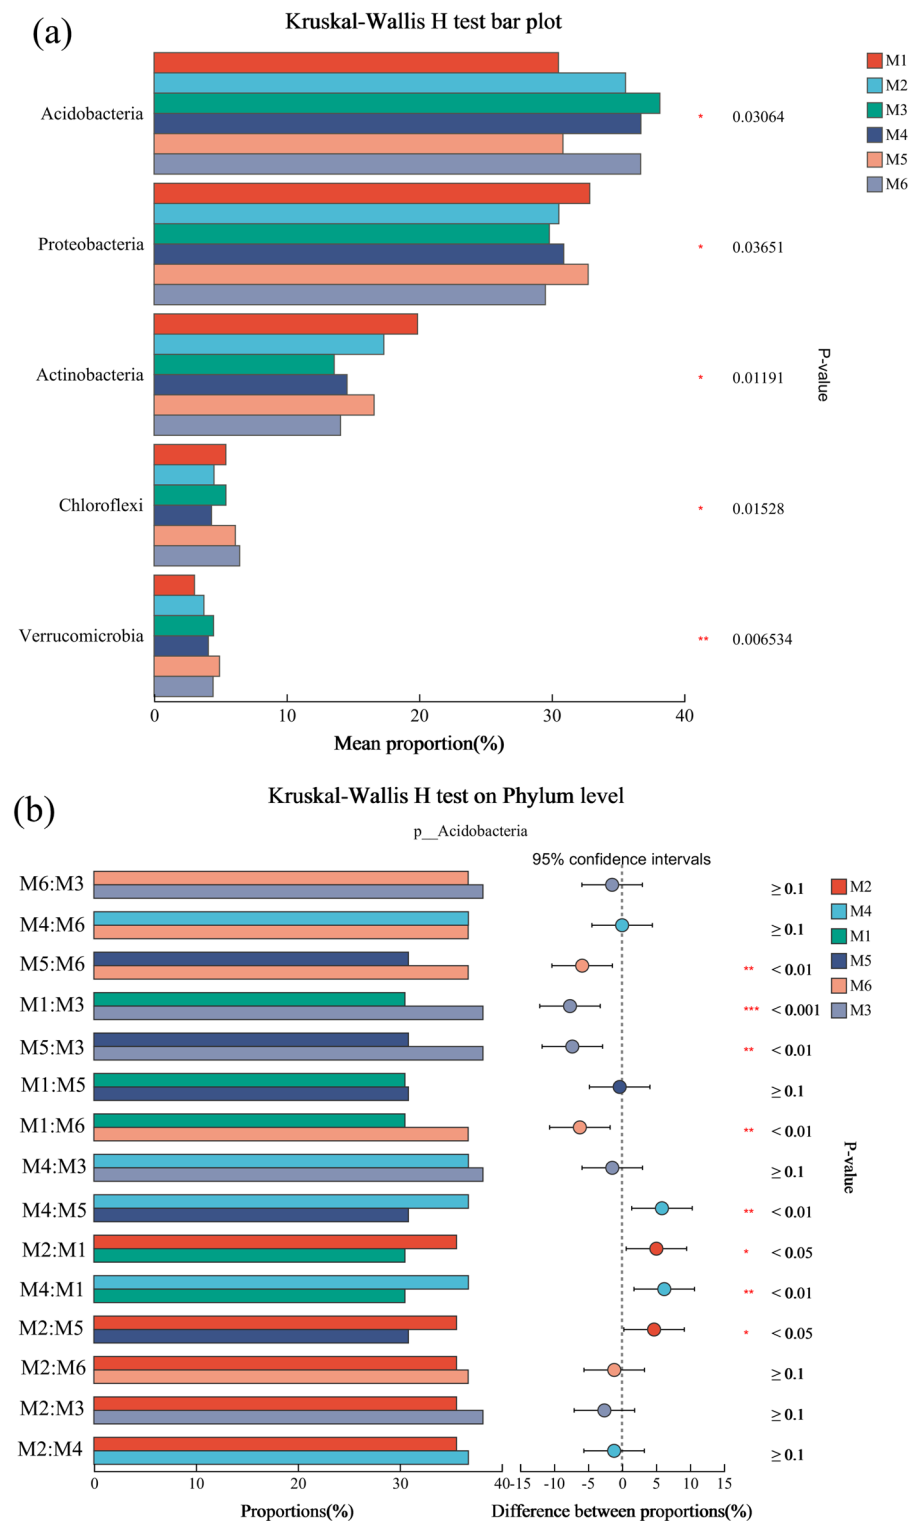 (a)
Kruskal-Wallis H test bar plot
M1
M2
M3
M4
M5
M6
Acidobacteria
* 0.03064
Proteobacteria
* 0.03651
Actinobacteria
* 0.01191
Chloroflexi
* 0.01528
Verrucomicrobia
** 0.006534
P-value
0 10 20 30 40
Mean proportion(%)
(b)
Kruskal-Wallis H test on Phylum level
p__Acidobacteria
95% confidence intervals
M2
M4
M1
M5
M6
M3
M6:M3 ≥ 0.1
M4:M6 ≥ 0.1
M5:M6 ** < 0.01
M1:M3 *** < 0.001
M5:M3 ** < 0.01
M1:M5 ≥ 0.1
M1:M6 ** < 0.01
M4:M3 ≥ 0.1
M4:M5 ** < 0.01
M2:M1 * < 0.05
M4:M1 ** < 0.01
M2:M5 * < 0.05
M2:M6 ≥ 0.1
M2:M3 ≥ 0.1
M2:M4 ≥ 0.1
P-value
0 10 20 30 40 -15 -10 -5 0 5 10 15
Proportions(%) Difference between proportions(%)